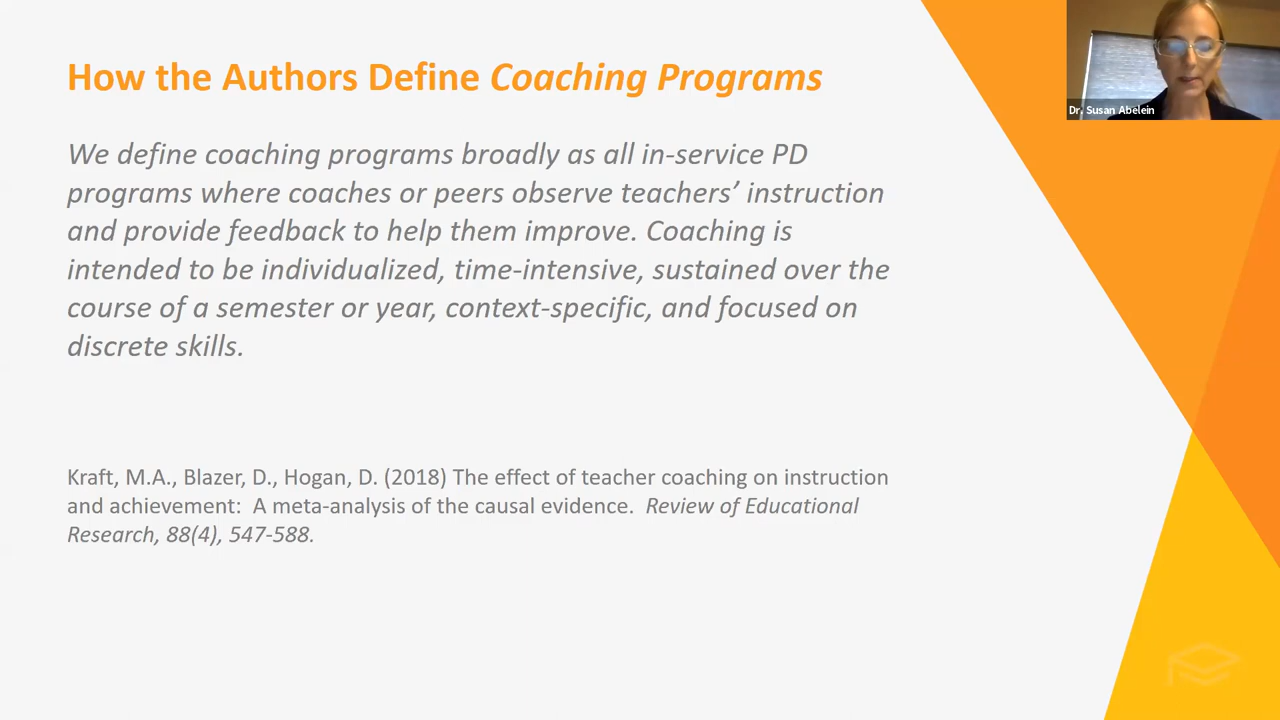 How the Authors Define Coaching Programs
Dr. Susan Abelein
We define coaching programs broadly as all in-service PD
programs where coaches or peers observe teachers’ instruction
and provide feedback to help them improve. Coaching is
intended to be individualized, time-intensive, sustained over the
course of a semester or year, context-specific, and focused on
discrete skills.
Kraft, M.A., Blazer, D., Hogan, D. (2018) The effect of teacher coaching on instruction
and achievement:  A meta-analysis of the causal evidence.  Review of Educational
Research, 88(4), 547-588.